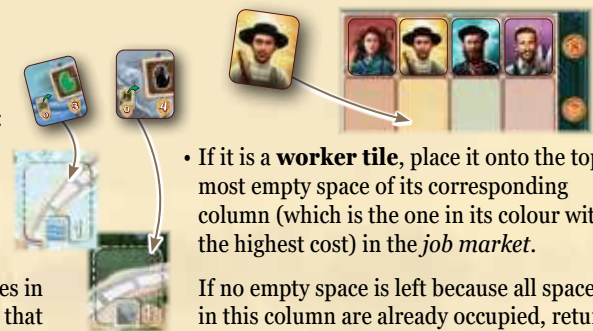 • If it is a worker tile, place it onto the top
most empty space of its corresponding
column (which is the one in its colour wit
the highest cost) in the job market.
If no empty space is left because all space
in this column are already occupied, retur
es in
that